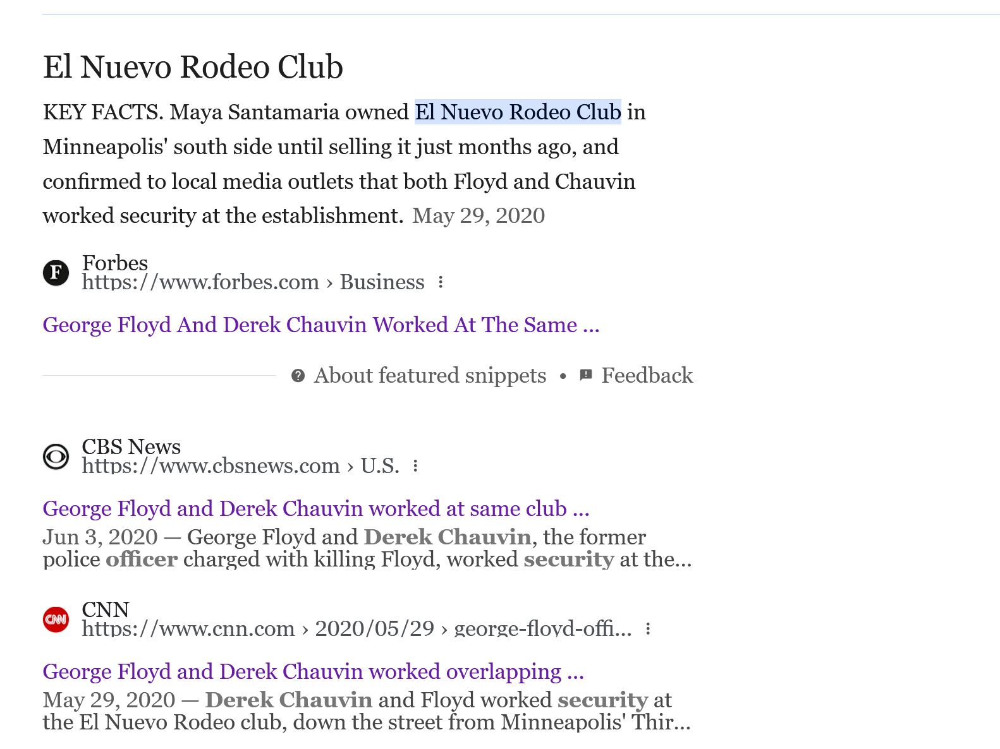 El Nuevo Rodeo Club
KEY FACTS. Maya Santamaria owned El Nuevo Rodeo Club in
Minneapolis' south side until selling it just months ago, and
confirmed to local media outlets that both Floyd and Chauvin
worked security at the establishment. May 29, 2020
F
Forbes
https://www.forbes.com › Business
George Floyd And Derek Chauvin Worked At The Same ...
About featured snippets • Feedback
CBS News
https://www.cbsnews.com › U.S.
George Floyd and Derek Chauvin worked at same club ...
Jun 3, 2020 — George Floyd and Derek Chauvin, the former
police officer charged with killing Floyd, worked security at the...
CNN
CNN
https://www.cnn.com › 2020/05/29 › george-floyd-offi...
George Floyd and Derek Chauvin worked overlapping ...
May 29, 2020 — Derek Chauvin and Floyd worked security at
the El Nuevo Rodeo club, down the street from Minneapolis' Thir...